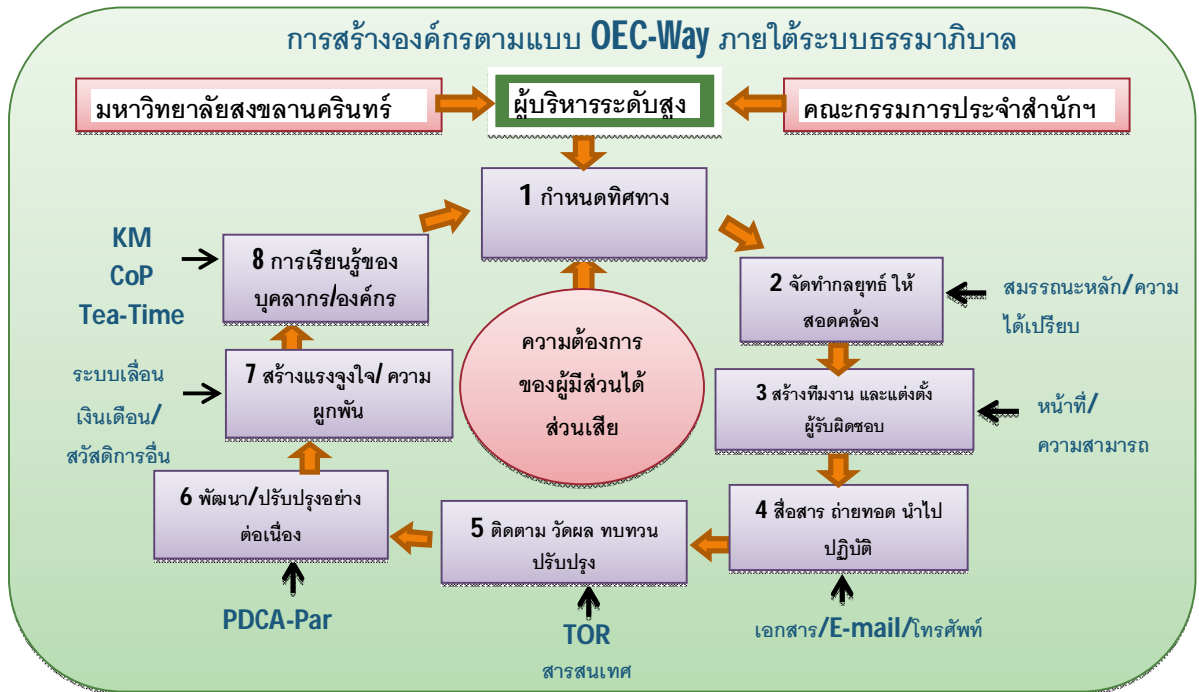 การสร้างองค์กรตามแบบ OEC-Way ภายใต้ระบบธรรมาภิบาล
มหาวิทยาลัยสงขลานครินทร์
ผู้บริหารระดับสูง
คณะกรรมการประจำสำนักฯ
1 กำหนดทิศทาง
2 จัดทำกลยุทธ์ ให้
สอดคล้อง
สมรรถนะหลัก/ความ
ได้เปรียบ
3 สร้างทีมงาน และแต่งตั้ง
ผู้รับผิดชอบ
หน้าที่/
ความสามารถ
4 สื่อสาร ถ่ายทอด นำไป
ปฏิบัติ
เอกสาร/E-mail/โทรศัพท์
5 ติดตาม วัดผล ทบทวน
ปรับปรุง
TOR
สารสนเทศ
6 พัฒนา/ปรับปรุงอย่าง
ต่อเนื่อง
PDCA-Par
7 สร้างแรงจูงใจ/ ความ
ผูกพัน
ระบบเลื่อน
เงินเดือน/
สวัสดิการอื่น
8 การเรียนรู้ของ
บุคลากร/องค์กร
KM
CoP
Tea-Time
ความต้องการ
ของผู้มีส่วนได้
ส่วนเสีย